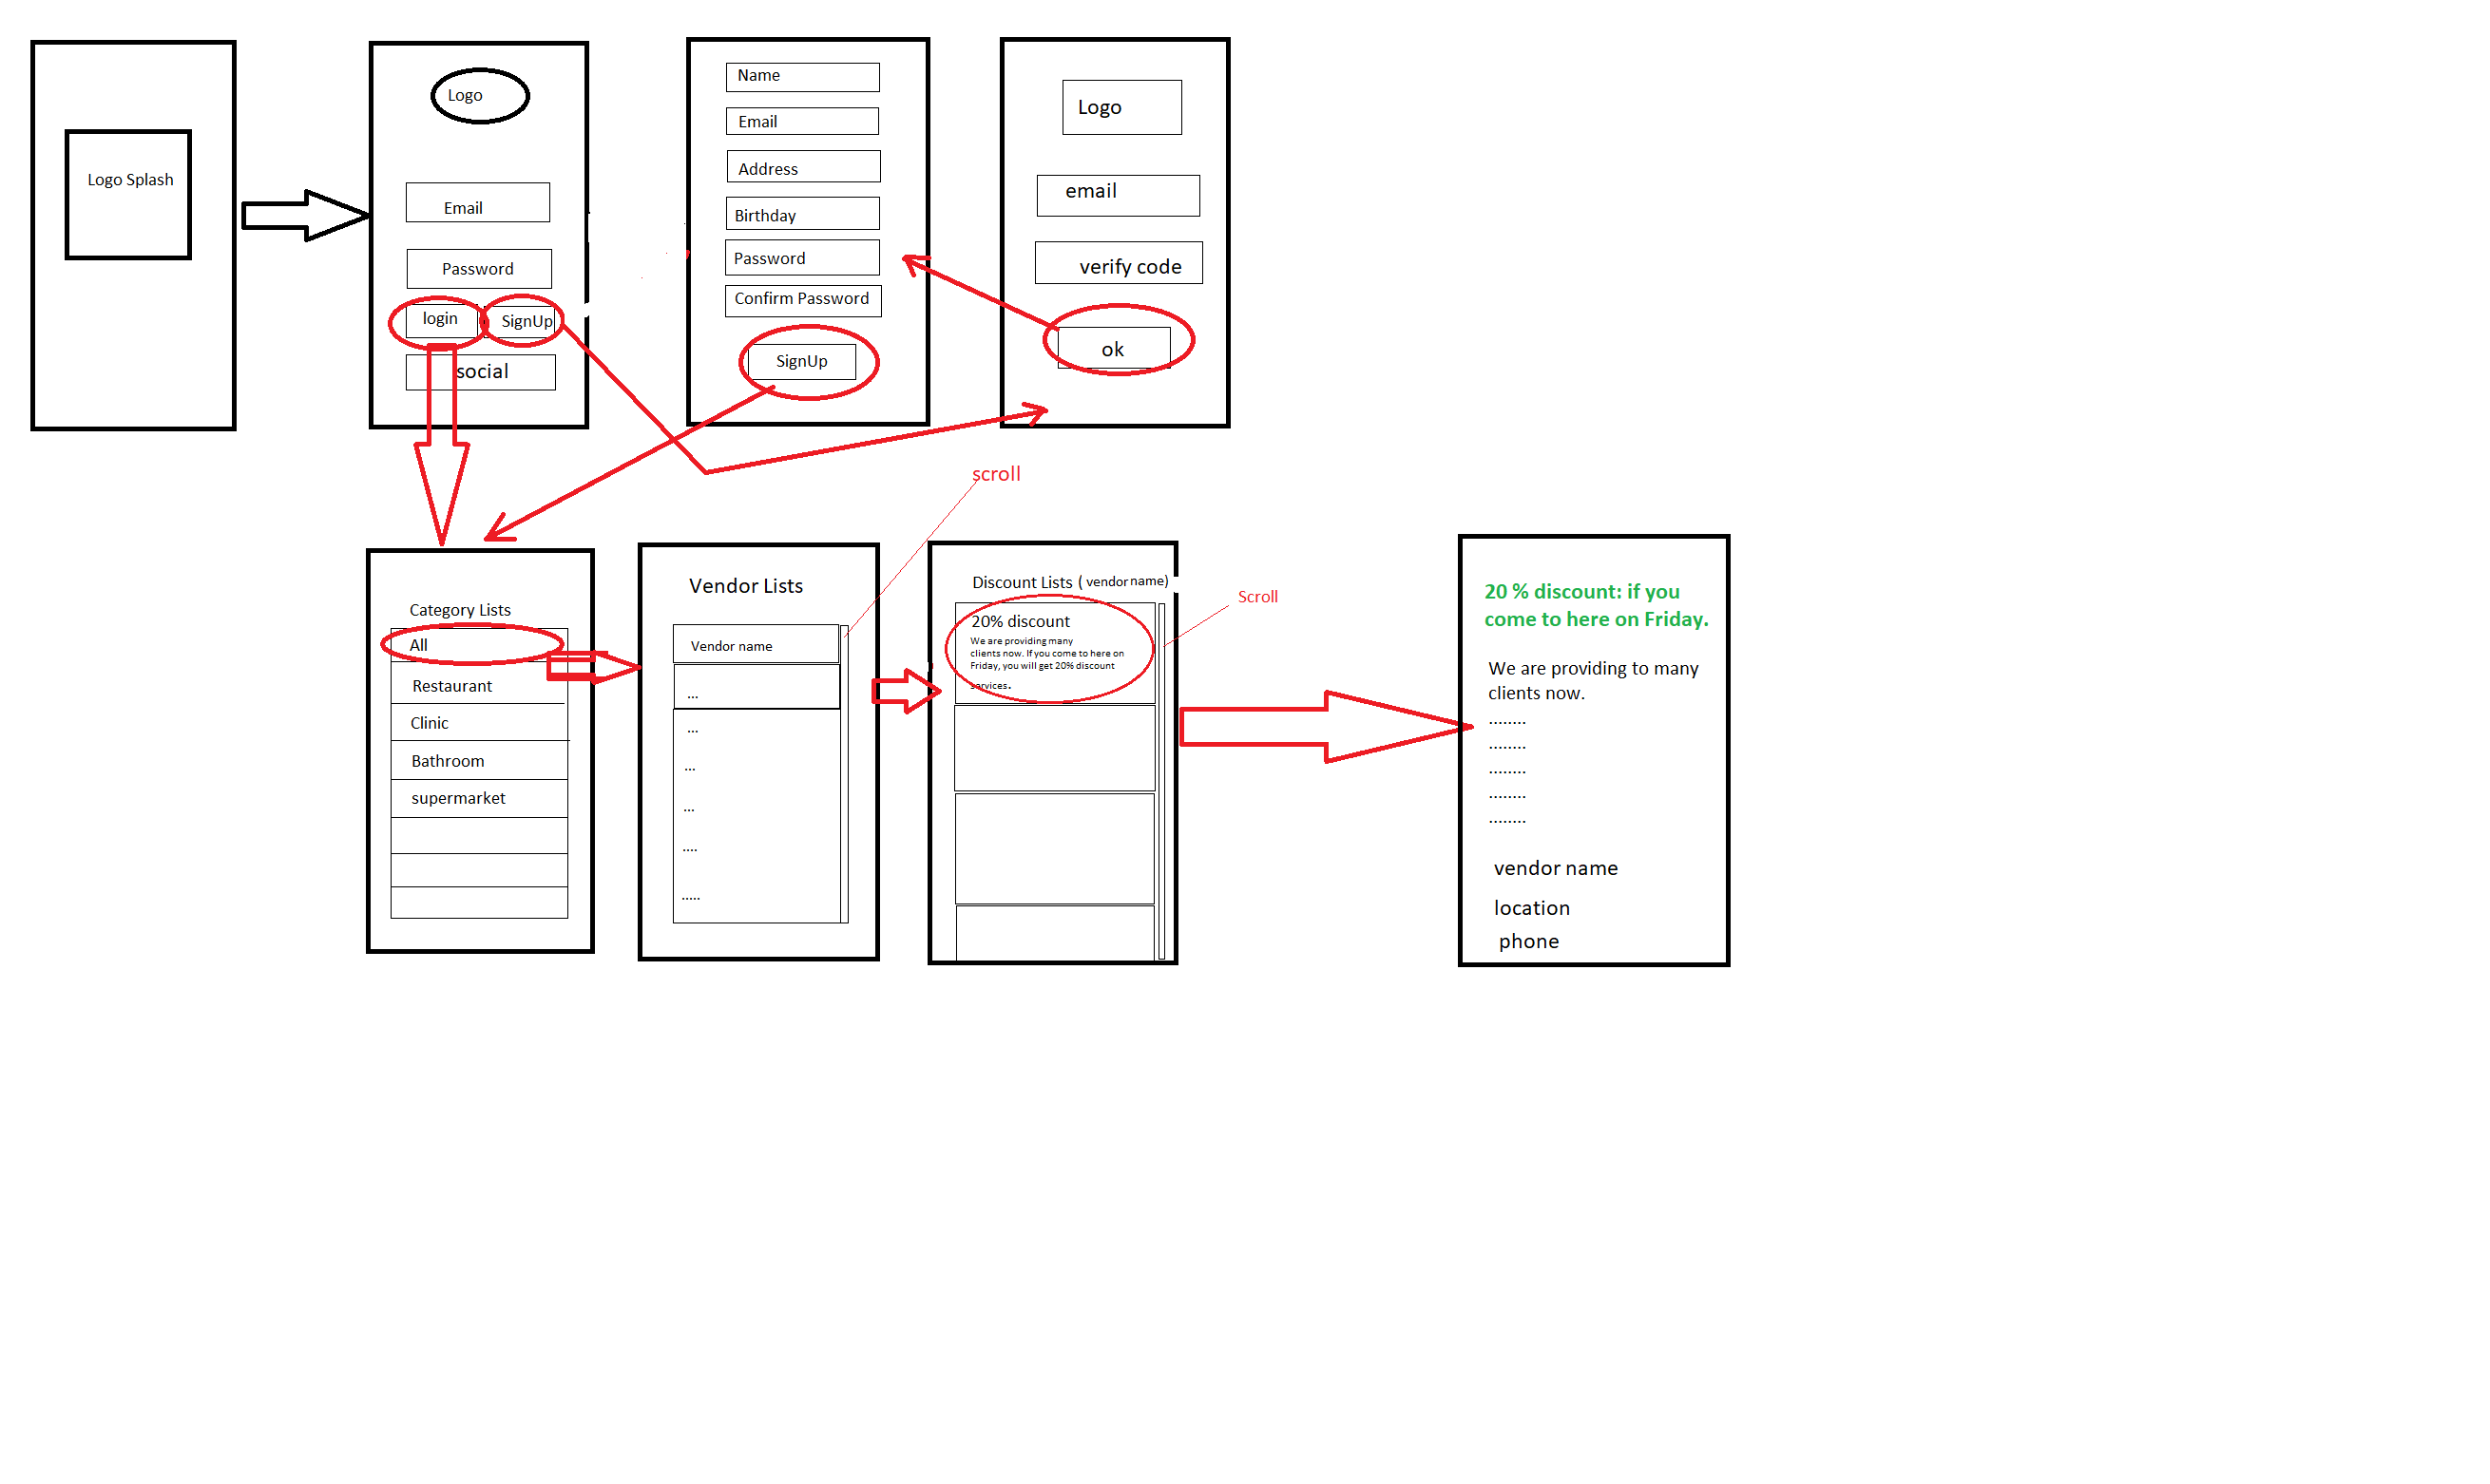 Logo Splash
Logo
Email
Password
login
SignUp
social
Name
Email
Address
Birthday
Password
Confirm Password
SignUp
Logo
email
verify code
ok
scroll
Category Lists
All
Restaurant
Clinic
Bathroom
supermarket
Vendor Lists
Vendor name
...
...
...
...
....
.....
Discount Lists ( vendor name)
20% discount
We are providing many
clients now. If you come to here on
Friday, you will get 20% discount
services.
Scroll
20 % discount: if you
come to here on Friday.
We are providing to many
clients now.
........
........
........
........
........
vendor name
location
phone